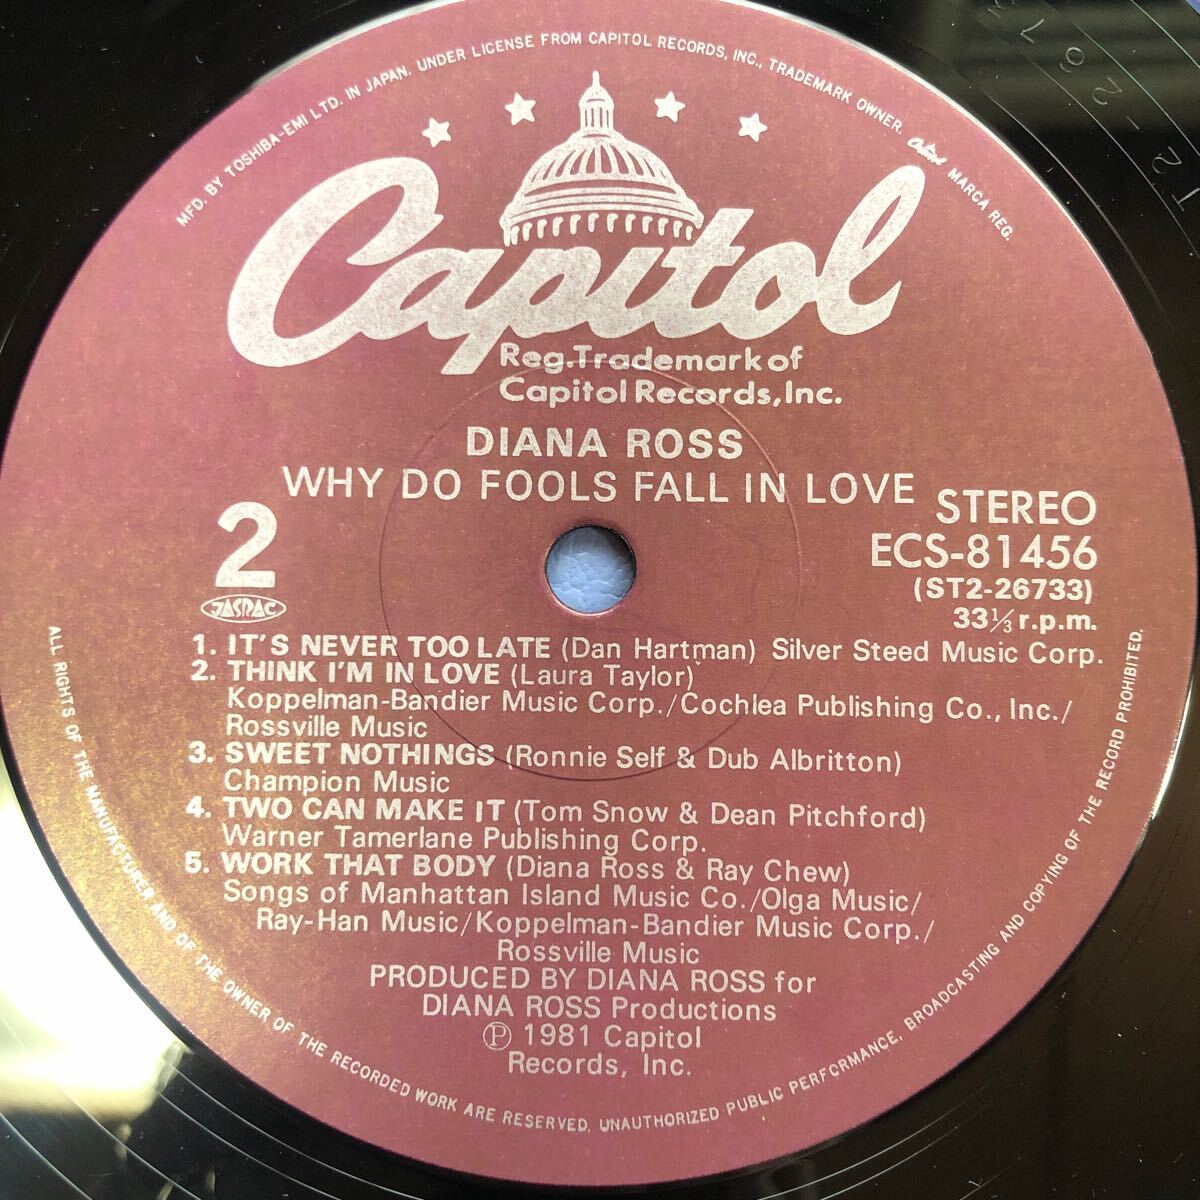 MFD. BY TOSHIBA-EMI LTD. IN JAPAN. UNDER LICENSE FROM CAPITOL RECORDS, INC., TRADEMARK OWNER. Capitol MARCA REG.
Capitol
Reg.Trademark of
Capitol Records,Inc.
DIANA ROSS
WHY DO FOOLS FALL IN LOVE
2
JASRAC
STEREO
ECS-81456
(ST2-26733)
33⅓ r.p.m.
1. IT'S NEVER TOO LATE (Dan Hartman) Silver Steed Music Corp.
2. THINK I'M IN LOVE (Laura Taylor)
Koppelman-Bandier Music Corp./Cochlea Publishing Co., Inc./
Rossville Music
3. SWEET NOTHINGS (Ronnie Self & Dub Albritton)
Champion Music
4. TWO CAN MAKE IT (Tom Snow & Dean Pitchford)
Warner Tamerlane Publishing Corp.
5. WORK THAT BODY (Diana Ross & Ray Chew)
Songs of Manhattan Island Music Co./Olga Music/
Ray-Han Music/Koppelman-Bandier Music Corp./
Rossville Music
PRODUCED BY DIANA ROSS for
DIANA ROSS Productions
℗ 1981 Capitol
Records, Inc.
ALL RIGHTS OF THE MANUFACTURER AND OF THE OWNER OF THE RECORDED WORK ARE RESERVED. UNAUTHORIZED PUBLIC PERFORMANCE, BROADCASTING AND COPYING OF THE RECORD PROHIBITED.